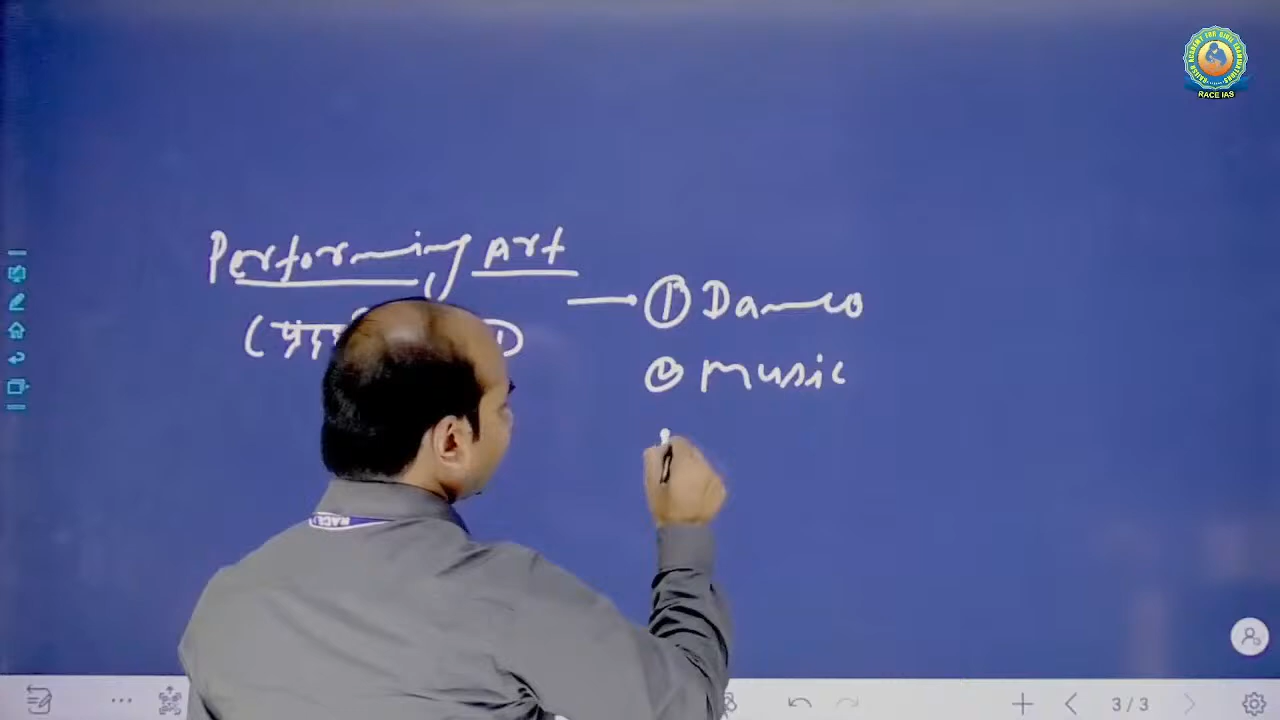 RACE IAS
Performing Art
① Dance
② Music
3/3